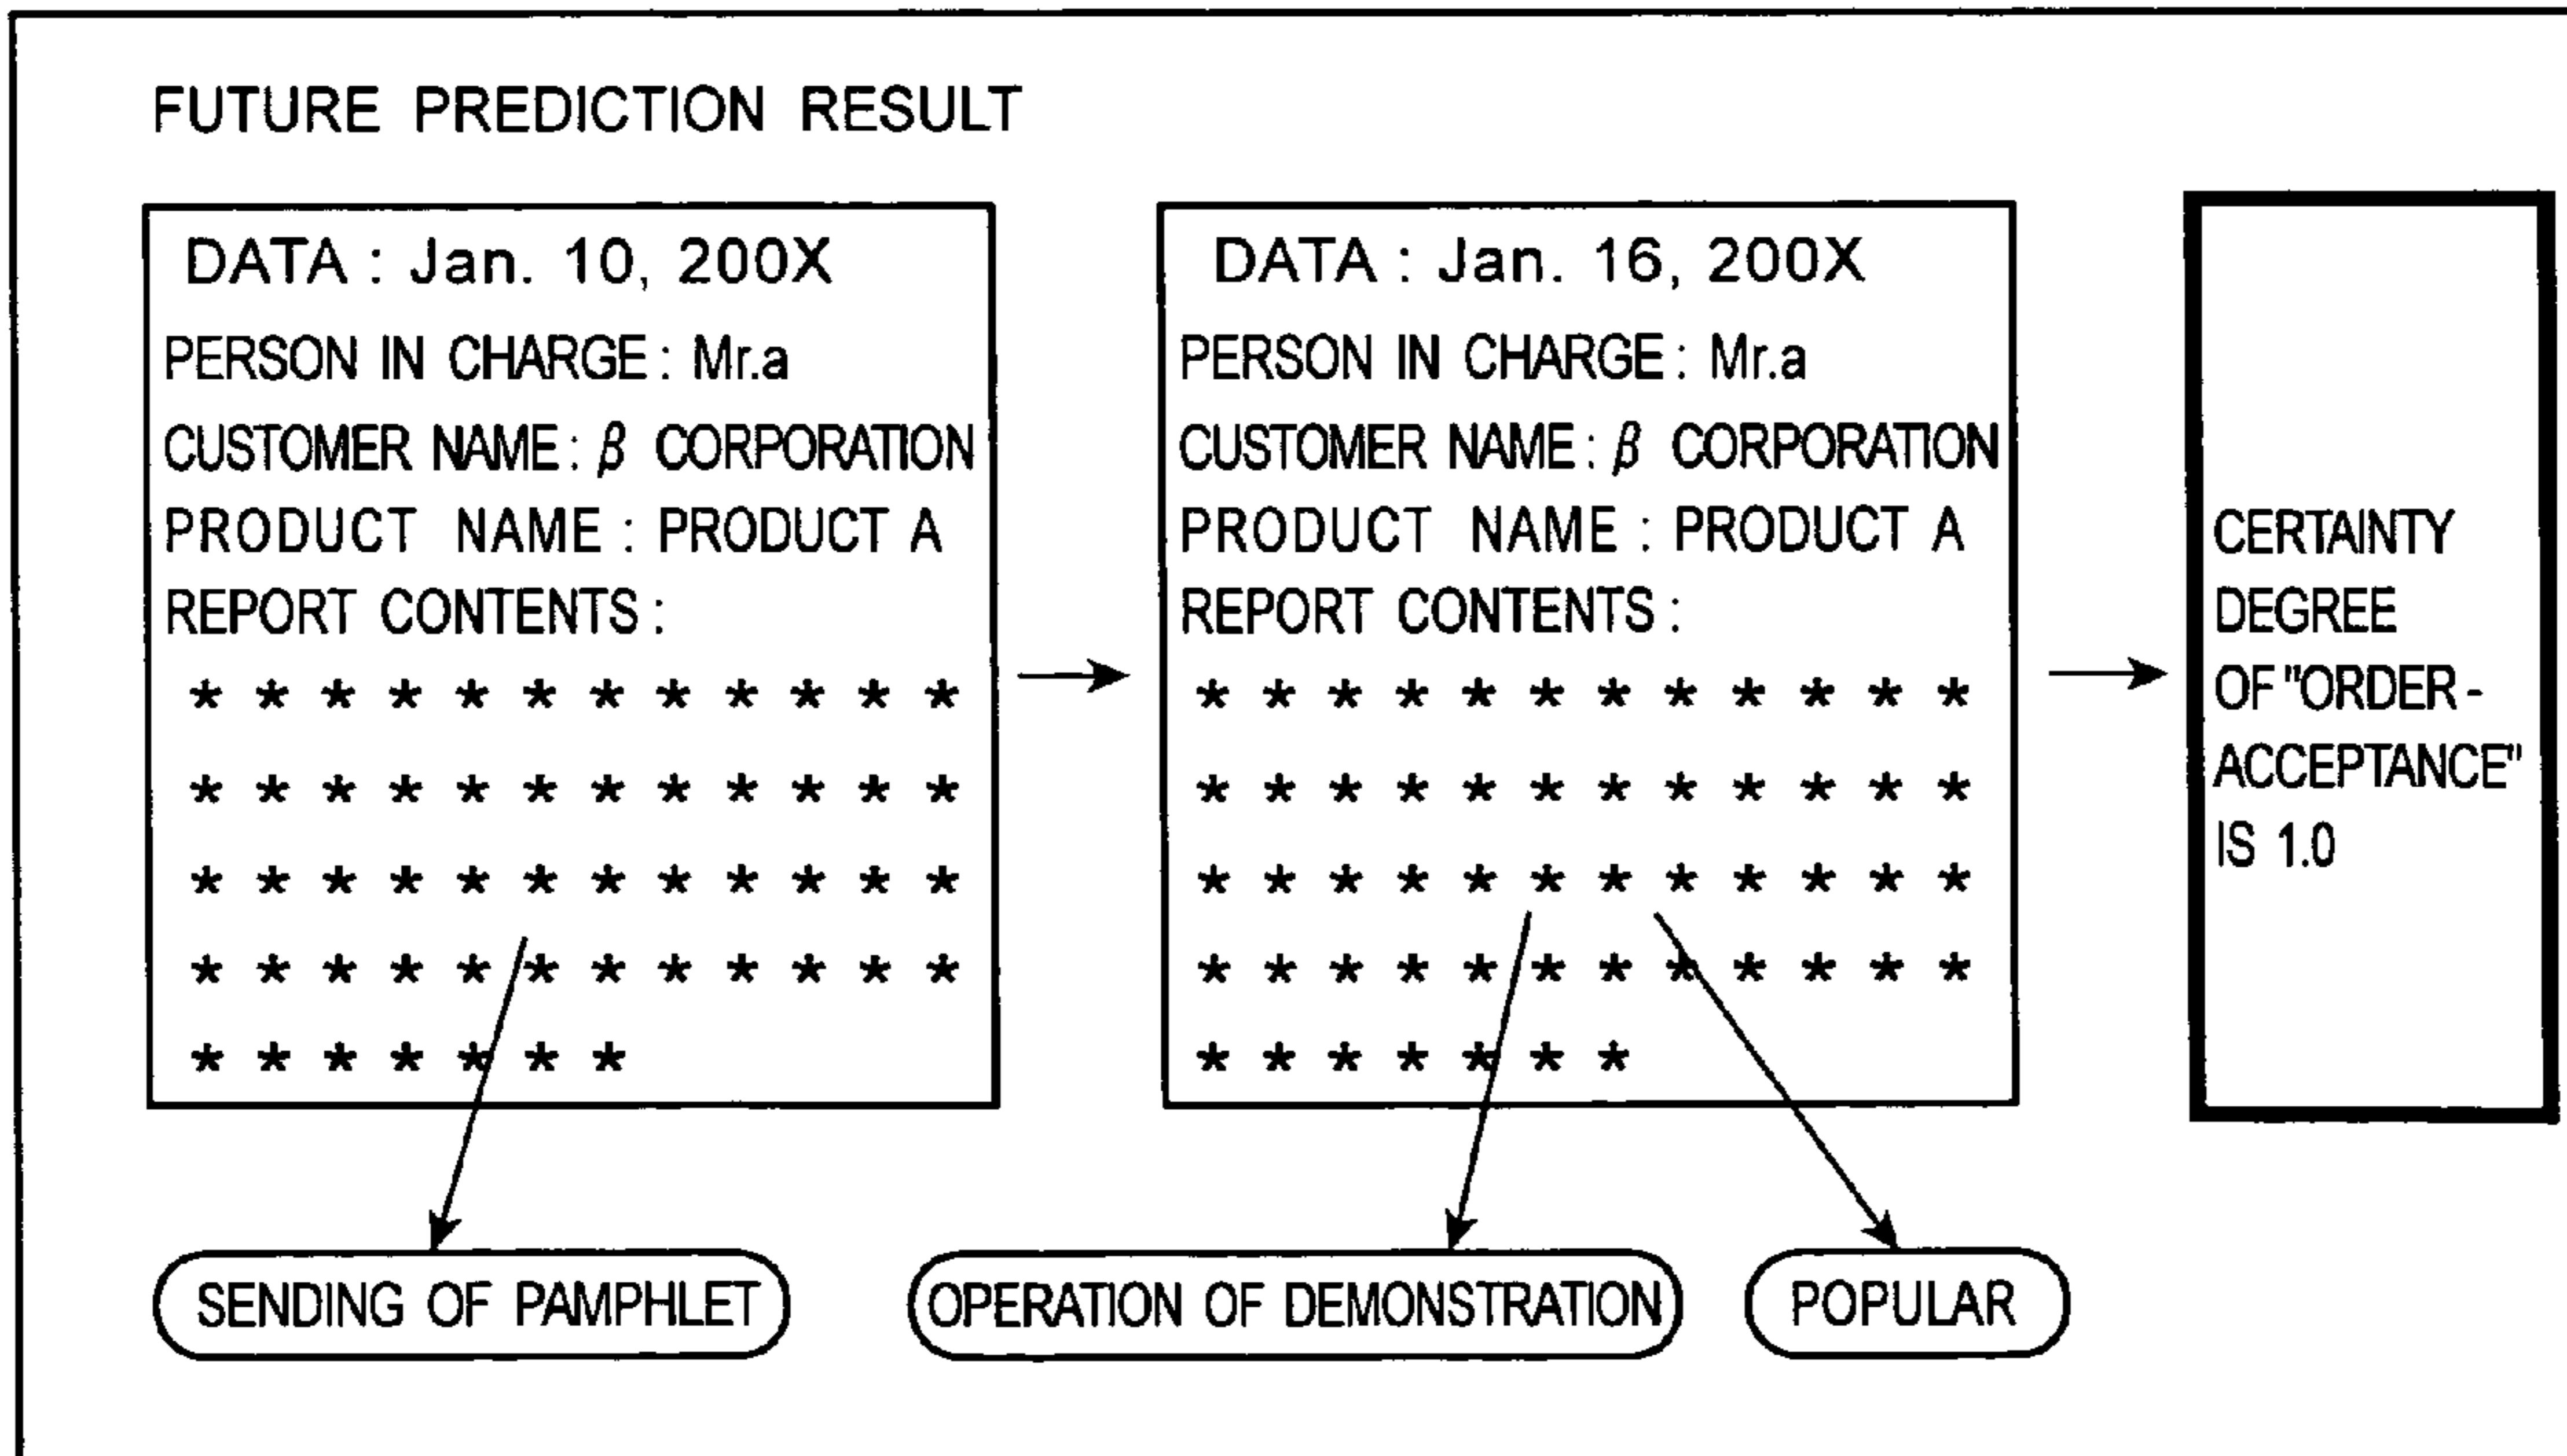 FUTURE PREDICTION RESULT
DATA : Jan. 10, 200X
PERSON IN CHARGE : Mr.a
CUSTOMER NAME : β CORPORATION
PRODUCT NAME : PRODUCT A
REPORT CONTENTS :
* * * * * * * * * * * *
* * * * * * * * * * * *
* * * * * * * * * * * *
* * * * * * * * * * * *
* * * * * * *
SENDING OF PAMPHLET
DATA : Jan. 16, 200X
PERSON IN CHARGE : Mr.a
CUSTOMER NAME : β CORPORATION
PRODUCT NAME : PRODUCT A
REPORT CONTENTS :
* * * * * * * * * * * *
* * * * * * * * * * * *
* * * * * * * * * * * *
* * * * * * * * * * * *
* * * * * * *
OPERATION OF DEMONSTRATION
POPULAR
CERTAINTY
DEGREE
OF "ORDER-
ACCEPTANCE"
IS 1.0